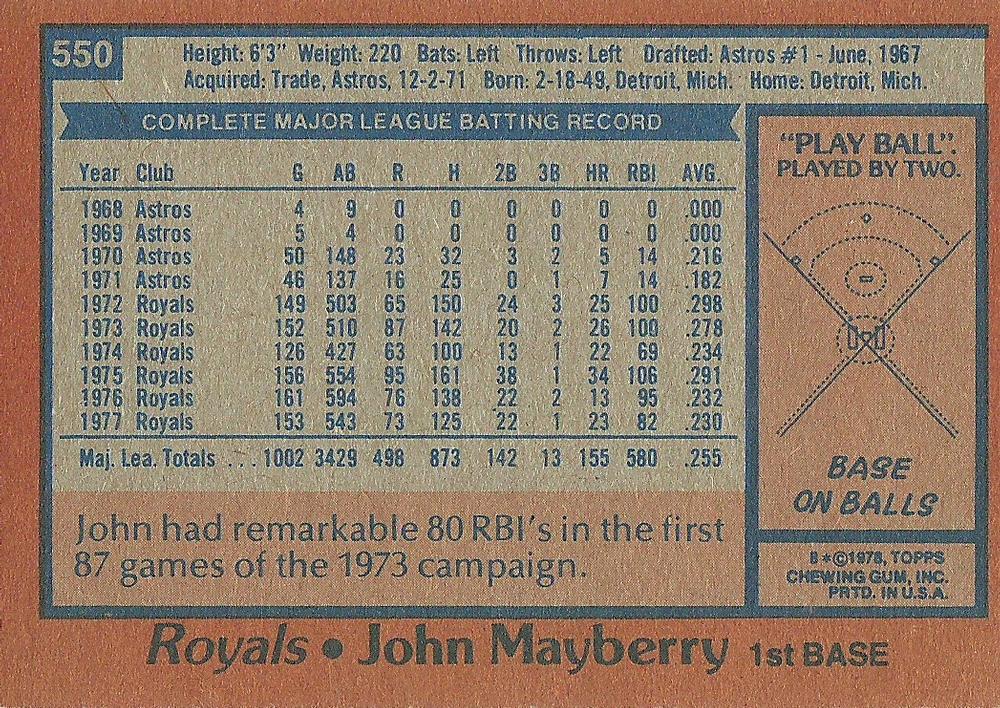 550
Height: 6'3" Weight: 220 Bats: Left Throws: Left Drafted: Astros #1 - June, 1967
Acquired: Trade, Astros, 12-2-71 Born: 2-18-49, Detroit, Mich. Home: Detroit, Mich.
COMPLETE MAJOR LEAGUE BATTING RECORD
Year Club G AB R H 2B 3B HR RBI AVG.
1968 Astros 4 9 0 0 0 0 0 0 .000
1969 Astros 5 4 0 0 0 0 0 0 .000
1970 Astros 50 148 23 32 3 2 5 14 .216
1971 Astros 46 137 16 25 0 1 7 14 .182
1972 Royals 149 503 65 150 24 3 25 100 .298
1973 Royals 152 510 87 142 20 2 26 100 .278
1974 Royals 126 427 63 100 13 1 22 69 .234
1975 Royals 156 554 95 161 38 1 34 106 .291
1976 Royals 161 594 76 138 22 2 13 95 .232
1977 Royals 153 543 73 125 22 1 23 82 .230
Maj. Lea. Totals ... 1002 3429 498 873 142 13 155 580 .255
John had remarkable 80 RBI's in the first
87 games of the 1973 campaign.
"PLAY BALL".
PLAYED BY TWO.
BASE
ON BALLS
B*©1978, TOPPS
CHEWING GUM, INC.
PRTD. IN U.S.A.
Royals • John Mayberry 1st BASE